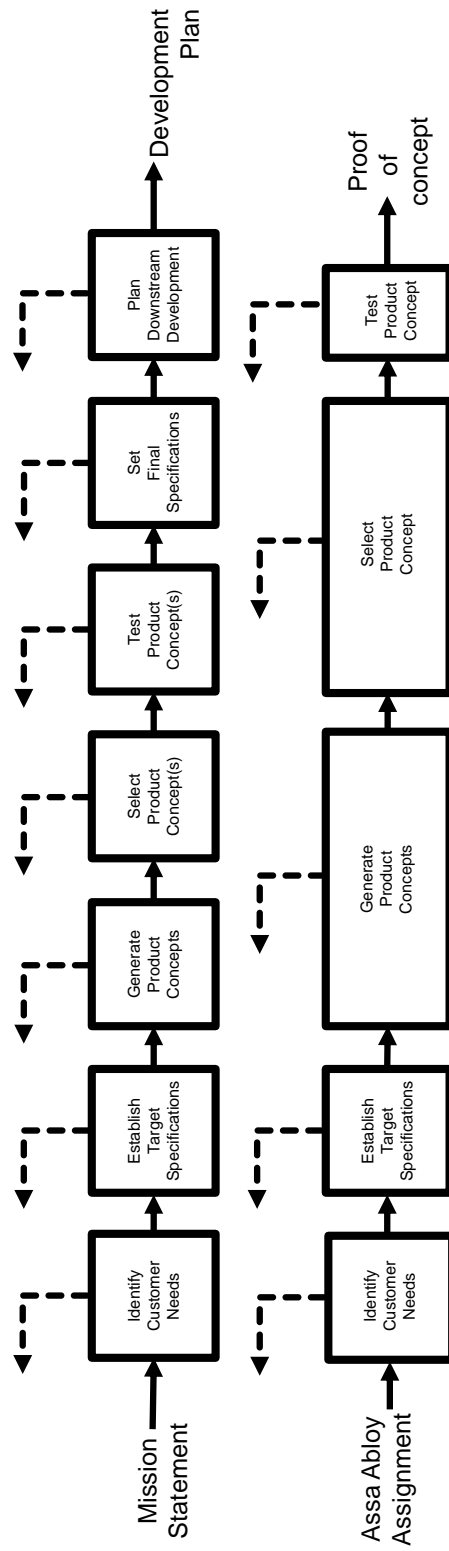 Mission
Statement
Identify
Customer
Needs
Establish
Target
Specifications
Generate
Product
Concepts
Select
Product
Concept(s)
Test
Product
Concept(s)
Set
Final
Specifications
Plan
Downstream
Development
Development
Plan
Assa Abloy
Assignment
Identify
Customer
Needs
Establish
Target
Specifications
Generate
Product
Concepts
Select
Product
Concept
Test
Product
Concept
Proof
of
concept